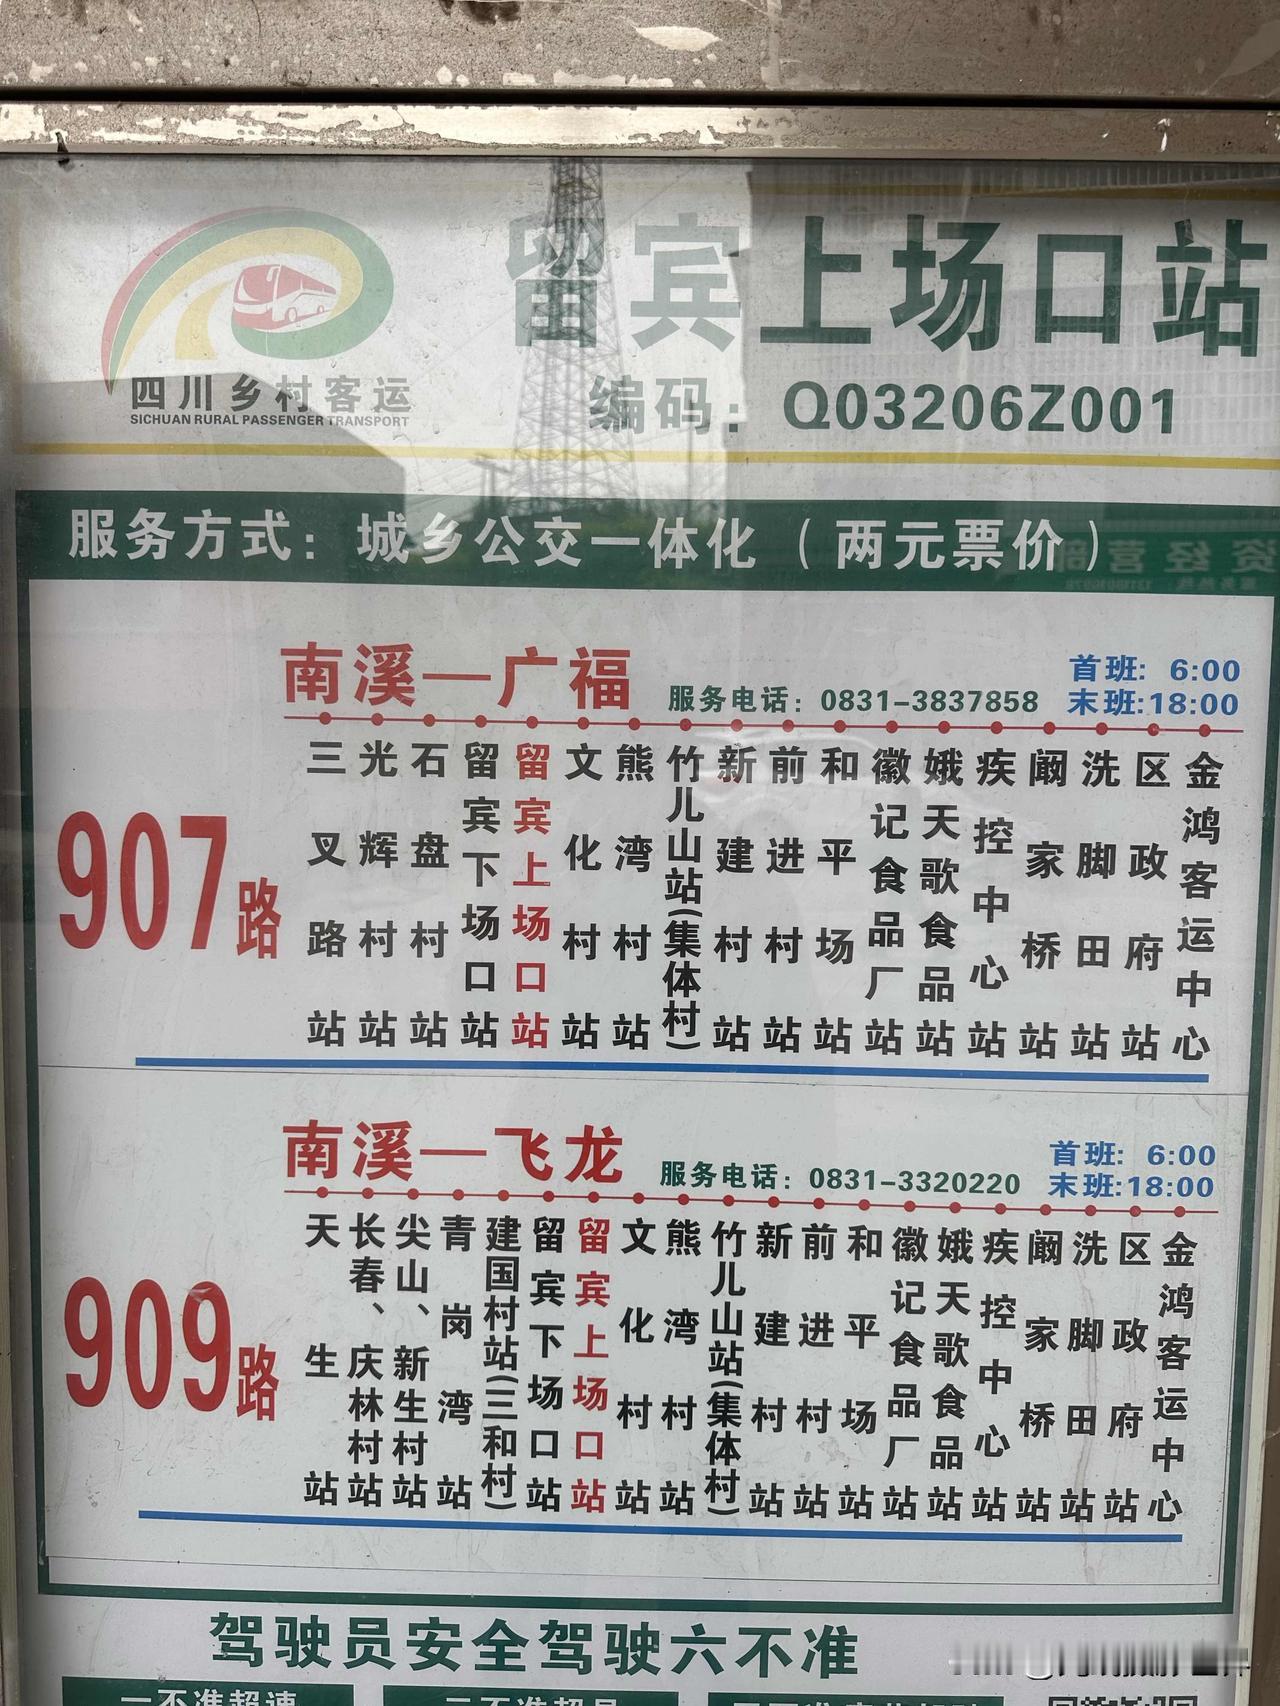 留宾上场口站
四川乡村客运
SICHUAN RURAL PASSENGER TRANSPORT
编码：Q03206Z001
服务方式：城乡公交一体化（两元票价）
南溪—广福
服务电话：0831-3837858
首班：6:00
末班:18:00
907路
三叉路站
光辉村站
石盘村站
留宾下场口站
留宾上场口站
文化村站
熊湾村站
竹儿山站(集体村)
新建村站
前进村站
和平场站
徽记食品厂站
娥天歌食品站
疾控中心站
阚家桥站
洗脚田站
区政府站
金鸿客运中心
南溪—飞龙
服务电话：0831-3320220
首班：6:00
末班:18:00
909路
天生站
长春、庆林村站
尖山、新生村站
青岗湾站
建国村站(三和村)
留宾下场口站
留宾上场口站
文化村站
熊湾村站
竹儿山站(集体村)
新建村站
前进村站
和平场站
徽记食品厂站
娥天歌食品站
疾控中心站
阚家桥站
洗脚田站
区政府站
金鸿客运中心
驾驶员安全驾驶六不准
一不准超速
二不准超员